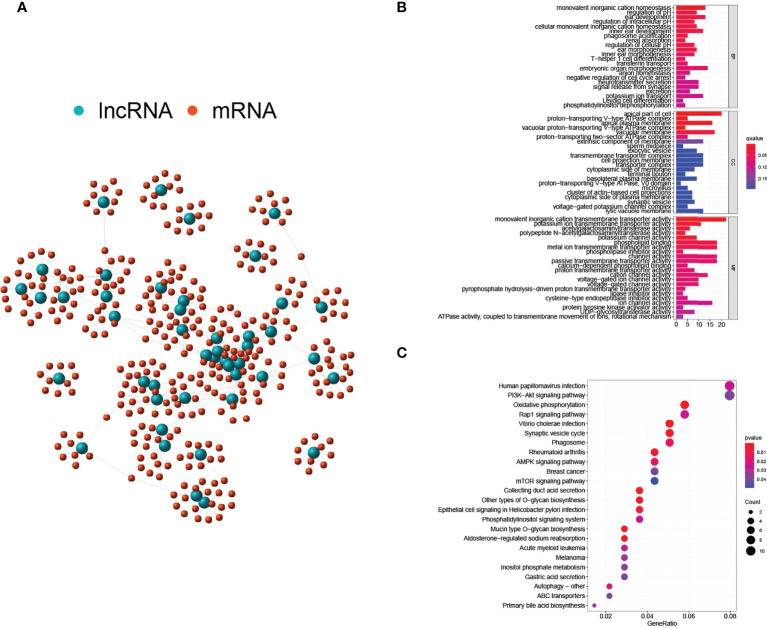 A
lncRNA
mRNA
B
monovalent inorganic cation homeostasis
regulation of pH
ear development
regulation of intracellular pH
cellular monovalent inorganic cation homeostasis
inner ear development
phagosome acidification
renal absorption
regulation of cellular pH
ear morphogenesis
inner ear morphogenesis
T-helper 1 cell differentiation
transferrin transport
embryonic organ morphogenesis
anion homeostasis
negative regulation of cell cycle arrest
neurotransmitter secretion
signal release from synapse
excretion
potassium ion transport
Leydig cell differentiation
phosphatidylinositol dephosphorylation
BP
apical part of cell
proton-transporting V-type ATPase complex
apical plasma membrane
vacuolar proton-transporting V-type ATPase complex
vacuolar membrane
proton-transporting two-sector ATPase complex
extrinsic component of membrane
sperm midpiece
exocytic vesicle
transmembrane transporter complex
cell projection membrane
transporter complex
cytoplasmic side of membrane
terminal bouton
basolateral plasma membrane
proton-transporting V-type ATPase, V0 domain
microvillus
cluster of actin-based cell projections
cytoplasmic side of plasma membrane
synaptic vesicle
voltage-gated potassium channel complex
lytic vacuole membrane
CC
monovalent inorganic cation transmembrane transporter activity
potassium ion transmembrane transporter activity
acetylgalactosaminyltransferase activity
polypeptide N-acetylgalactosaminyltransferase activity
potassium channel activity
phospholipid binding
metal ion transmembrane transporter activity
phospholipase inhibitor activity
channel activity
passive transmembrane transporter activity
calcium-dependent phospholipid binding
proton transmembrane transporter activity
cation channel activity
voltage-gated ion channel activity
voltage-gated channel activity
pyrophosphate hydrolysis-driven proton transmembrane transporter activity
lipase inhibitor activity
cysteine-type endopeptidase inhibitor activity
ion channel activity
protein tyrosine kinase activator activity
UDP-glycosyltransferase activity
ATPase activity, coupled to transmembrane movement of ions, rotational mechanism
MF
0 5 10 15 20
qvalue
0.05
0.10
0.15
C
Human papillomavirus infection
PI3K-Akt signaling pathway
Oxidative phosphorylation
Rap1 signaling pathway
Vibrio cholerae infection
Synaptic vesicle cycle
Phagosome
Rheumatoid arthritis
AMPK signaling pathway
Breast cancer
mTOR signaling pathway
Collecting duct acid secretion
Other types of O-glycan biosynthesis
Epithelial cell signaling in Helicobacter pylori infection
Phosphatidylinositol signaling system
Mucin type O-glycan biosynthesis
Aldosterone-regulated sodium reabsorption
Acute myeloid leukemia
Melanoma
Inositol phosphate metabolism
Gastric acid secretion
Autophagy - other
ABC transporters
Primary bile acid biosynthesis
0.02 0.04 0.06 0.08
GeneRatio
pvalue
0.01
0.02
0.03
0.04
Count
2
4
6
8
10